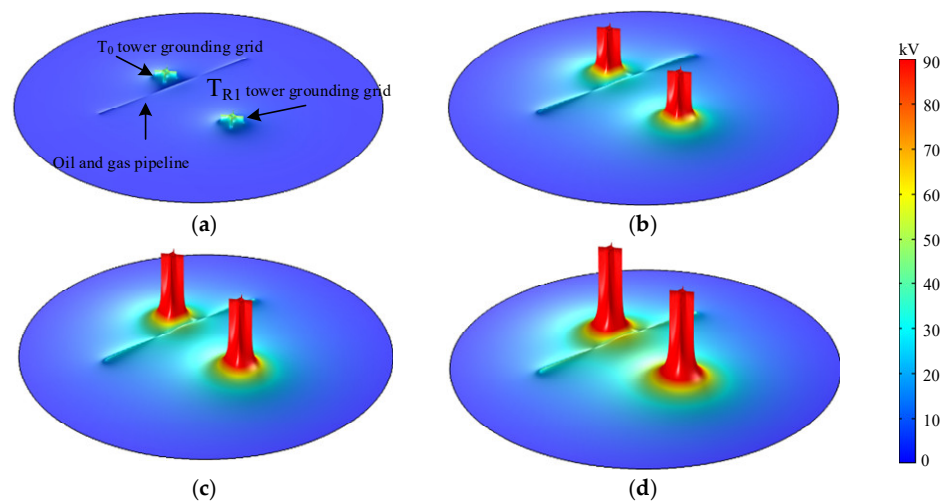 T₀ tower grounding grid
T_R1 tower grounding grid
Oil and gas pipeline
(a)
(b)
kV
90
80
70
60
50
40
30
20
10
0
(c)
(d)